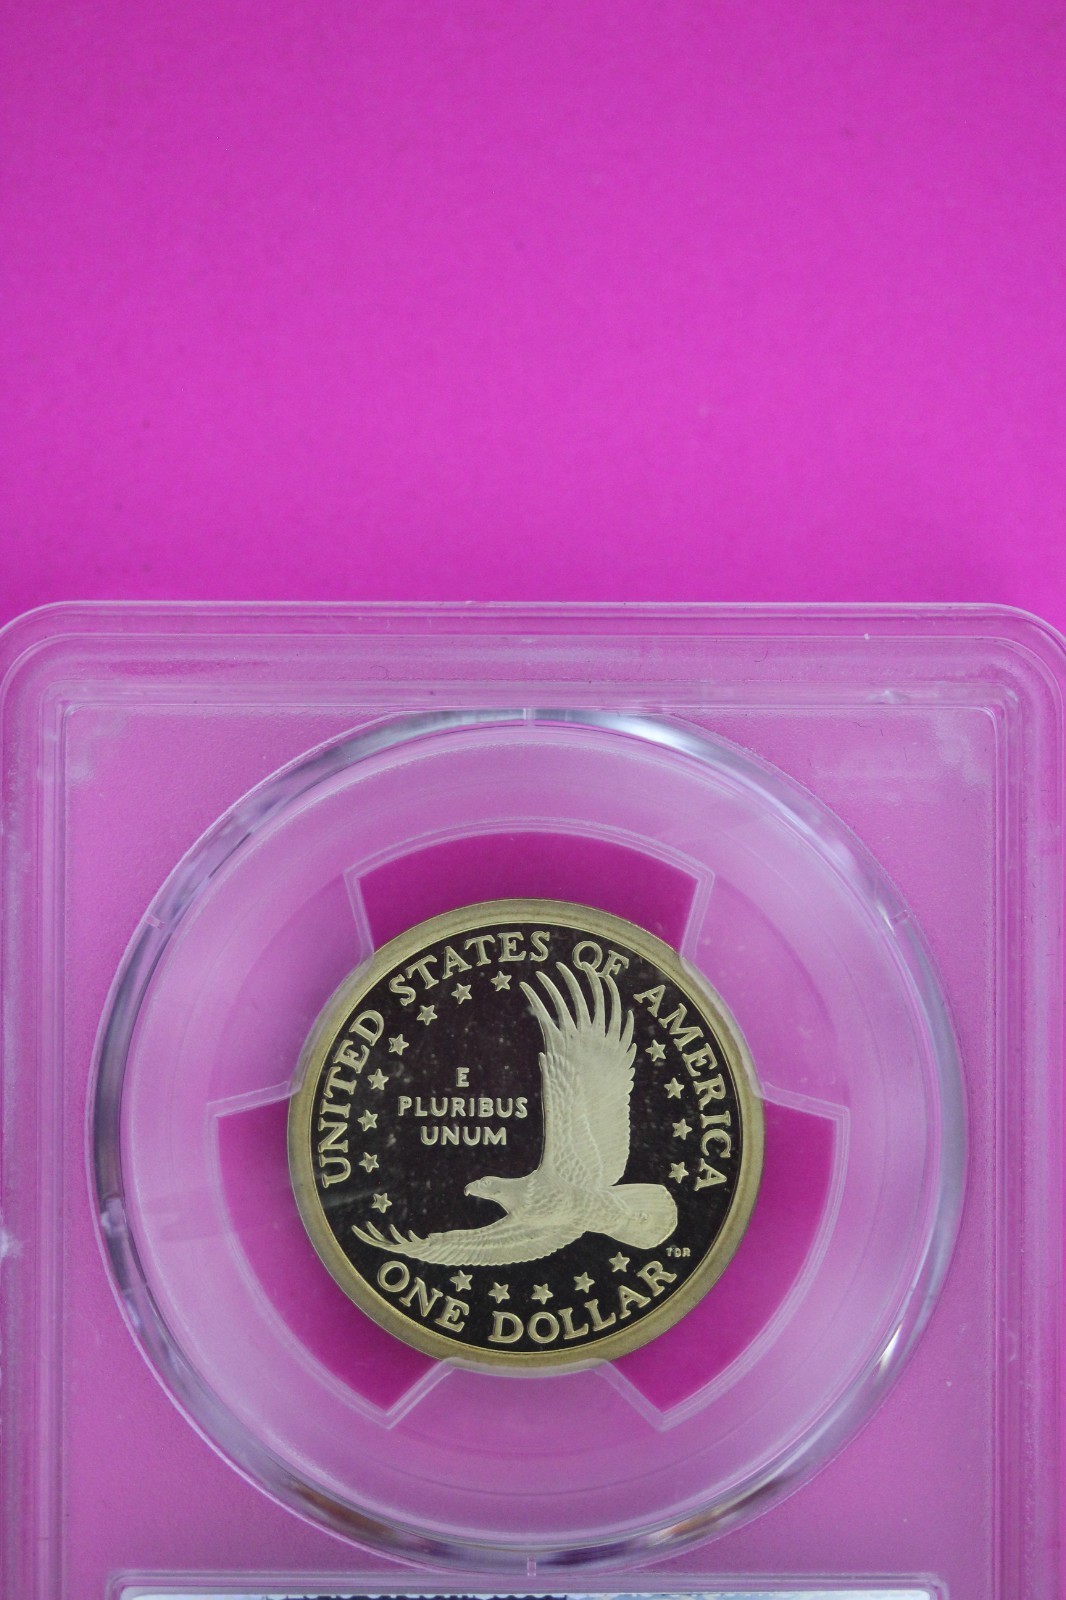 UNITED STATES OF AMERICA
E
PLURIBUS
UNUM
TDR
ONE DOLLAR